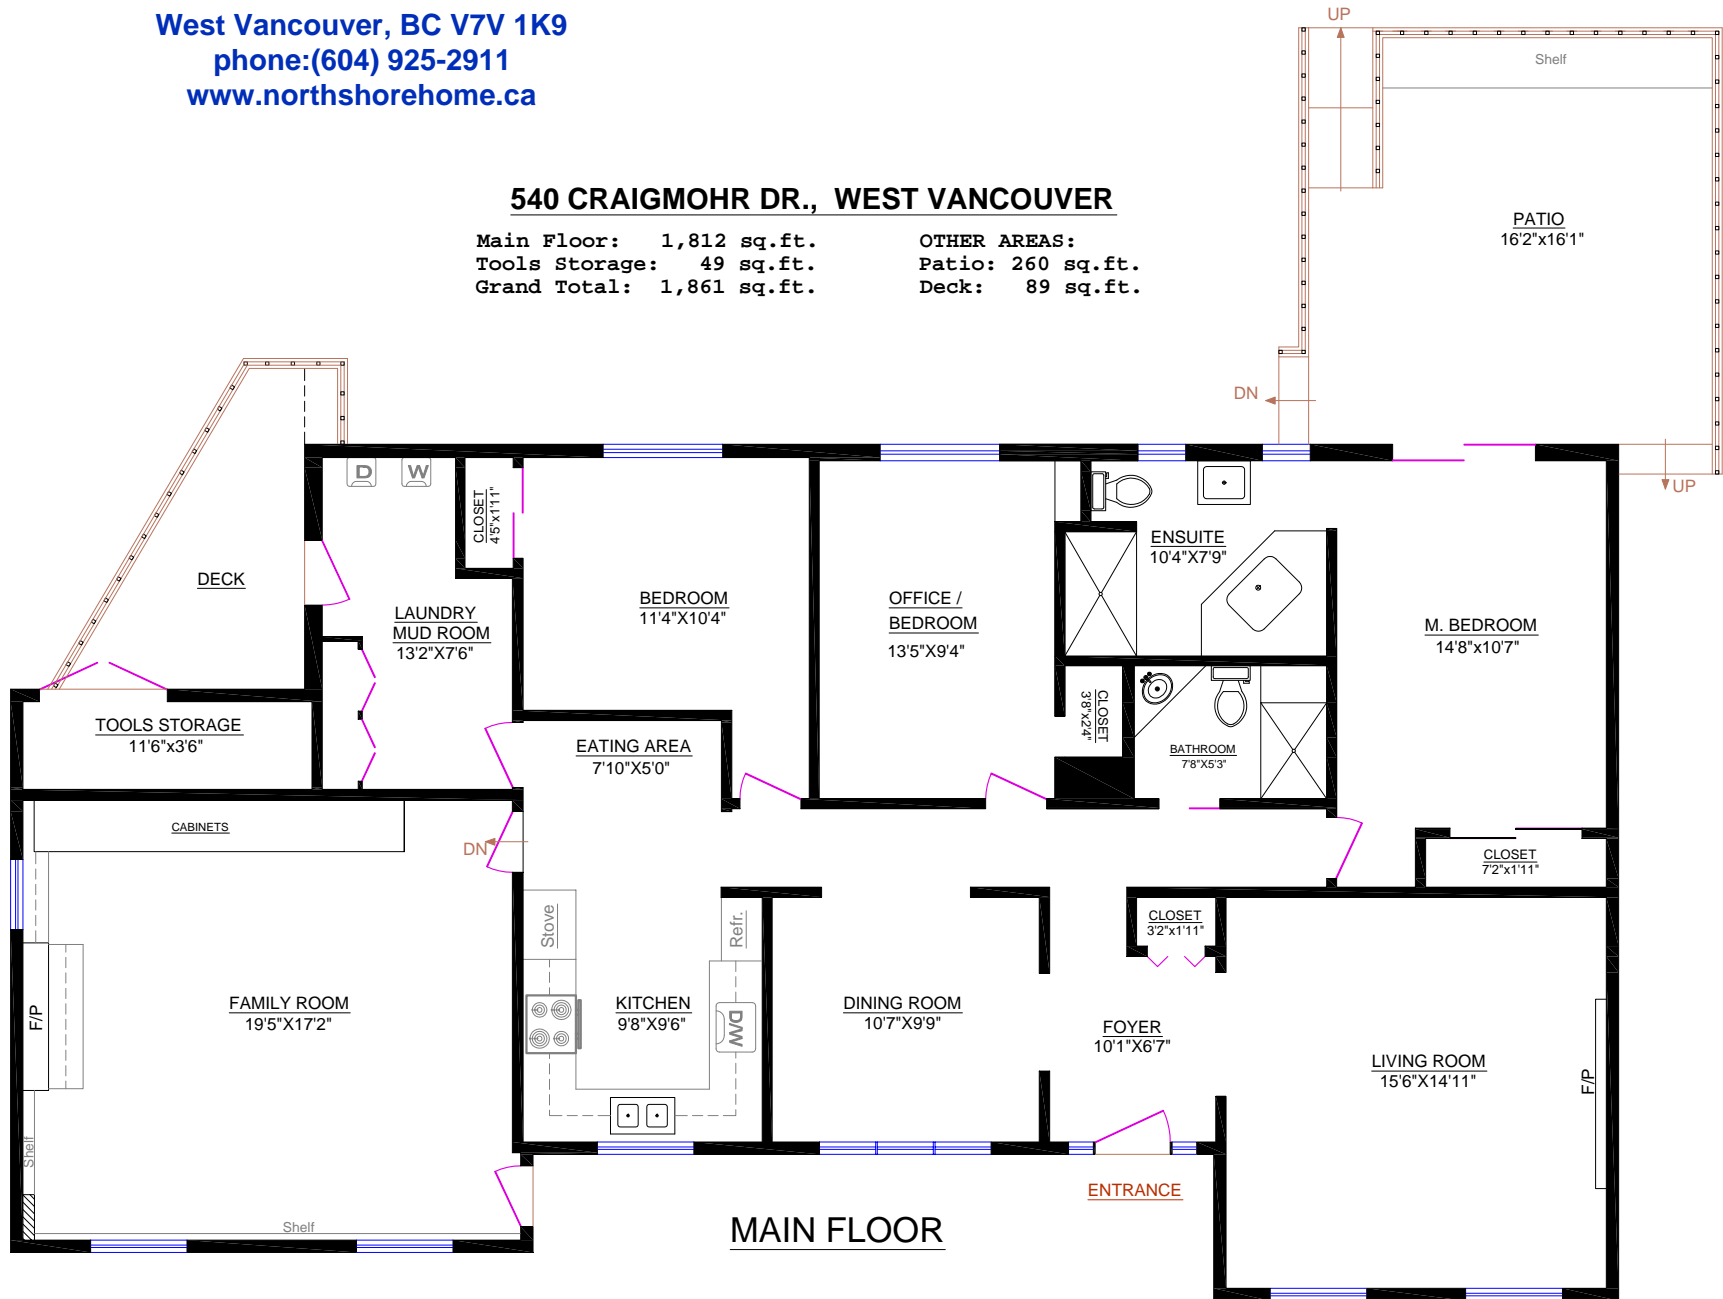 West Vancouver, BC V7V 1K9
phone:(604) 925-2911
www.northshorehome.ca
UP
Shelf
540 CRAIGMOHR DR., WEST VANCOUVER
PATIO
16'2"x16'1"
Main Floor: 1,812 sq.ft.
Tools Storage: 49 sq.ft.
Grand Total: 1,861 sq.ft.
OTHER AREAS:
Patio: 260 sq.ft.
Deck: 89 sq.ft.
DN
UP
D
W
CLOSET
4'5"x1'11"
DECK
LAUNDRY
MUD ROOM
13'2"X7'6"
BEDROOM
11'4"X10'4"
OFFICE /
BEDROOM
13'5"X9'4"
ENSUITE
10'4"X7'9"
M. BEDROOM
14'8"x10'7"
TOOLS STORAGE
11'6"x3'6"
EATING AREA
7'10"X5'0"
CLOSET
3'8"x2'4"
BATHROOM
7'8"X5'3"
CABINETS
DN
CLOSET
7'2"x1'11"
Stove
Refr.
CLOSET
3'2"x1'11"
F/P
FAMILY ROOM
19'5"X17'2"
KITCHEN
9'8"X9'6"
D/W
DINING ROOM
10'7"X9'9"
FOYER
10'1"X6'7"
LIVING ROOM
15'6"X14'11"
F/P
Shelf
ENTRANCE
Shelf
MAIN FLOOR